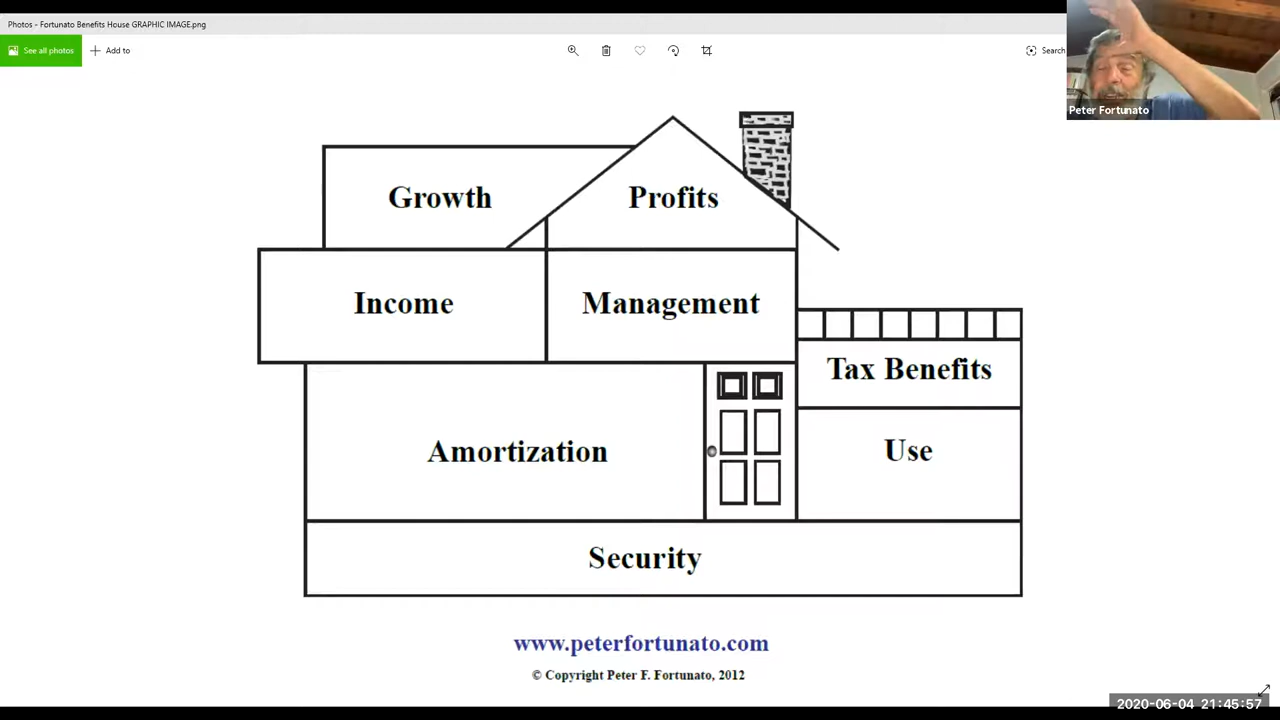 Photos - Fortunato Benefits House GRAPHIC IMAGE.png
See all photos
Add to
Search
Peter Fortunato
Growth
Profits
Income
Management
Tax Benefits
Amortization
Use
Security
www.peterfortunato.com
© Copyright Peter F. Fortunato, 2012
2020-06-04 21:45:57